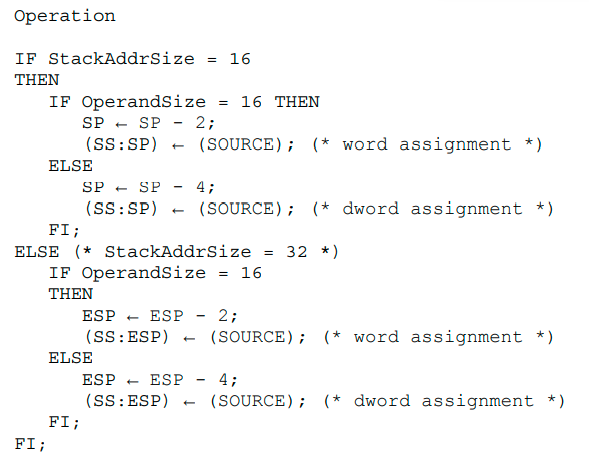 Operation
IF StackAddrSize = 16
THEN
IF OperandSize = 16 THEN
SP ← SP - 2;
(SS:SP) ← (SOURCE); (* word assignment *)
ELSE
SP ← SP - 4;
(SS:SP) ← (SOURCE); (* dword assignment *)
FI;
ELSE (* StackAddrSize = 32 *)
IF OperandSize = 16
THEN
ESP ← ESP - 2;
(SS:ESP) ← (SOURCE); (* word assignment *)
ELSE
ESP ← ESP - 4;
(SS:ESP) ← (SOURCE); (* dword assignment *)
FI;
FI;